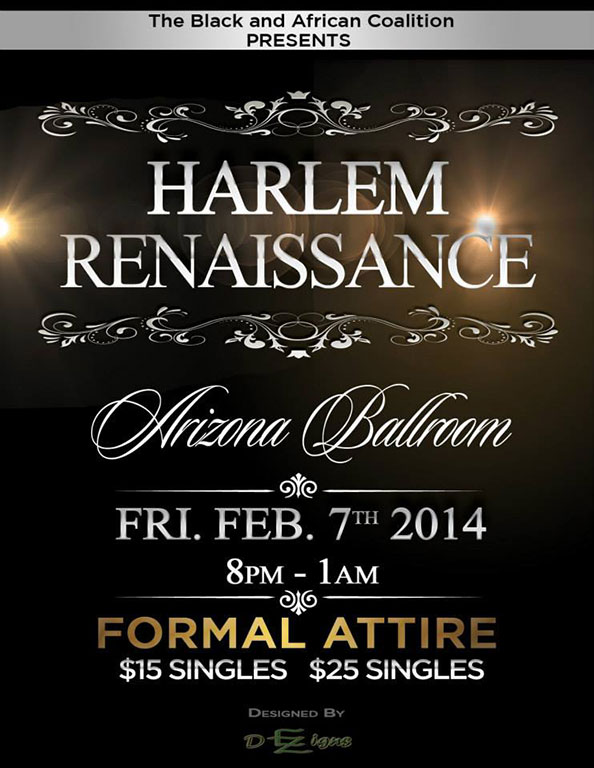 The Black and African Coalition
PRESENTS
HARLEM
RENAISSANCE
Arizona Ballroom
FRI. FEB. 7TH 2014
8PM - 1AM
FORMAL ATTIRE
$15 SINGLES $25 SINGLES
DESIGNED BY
D-EZigns